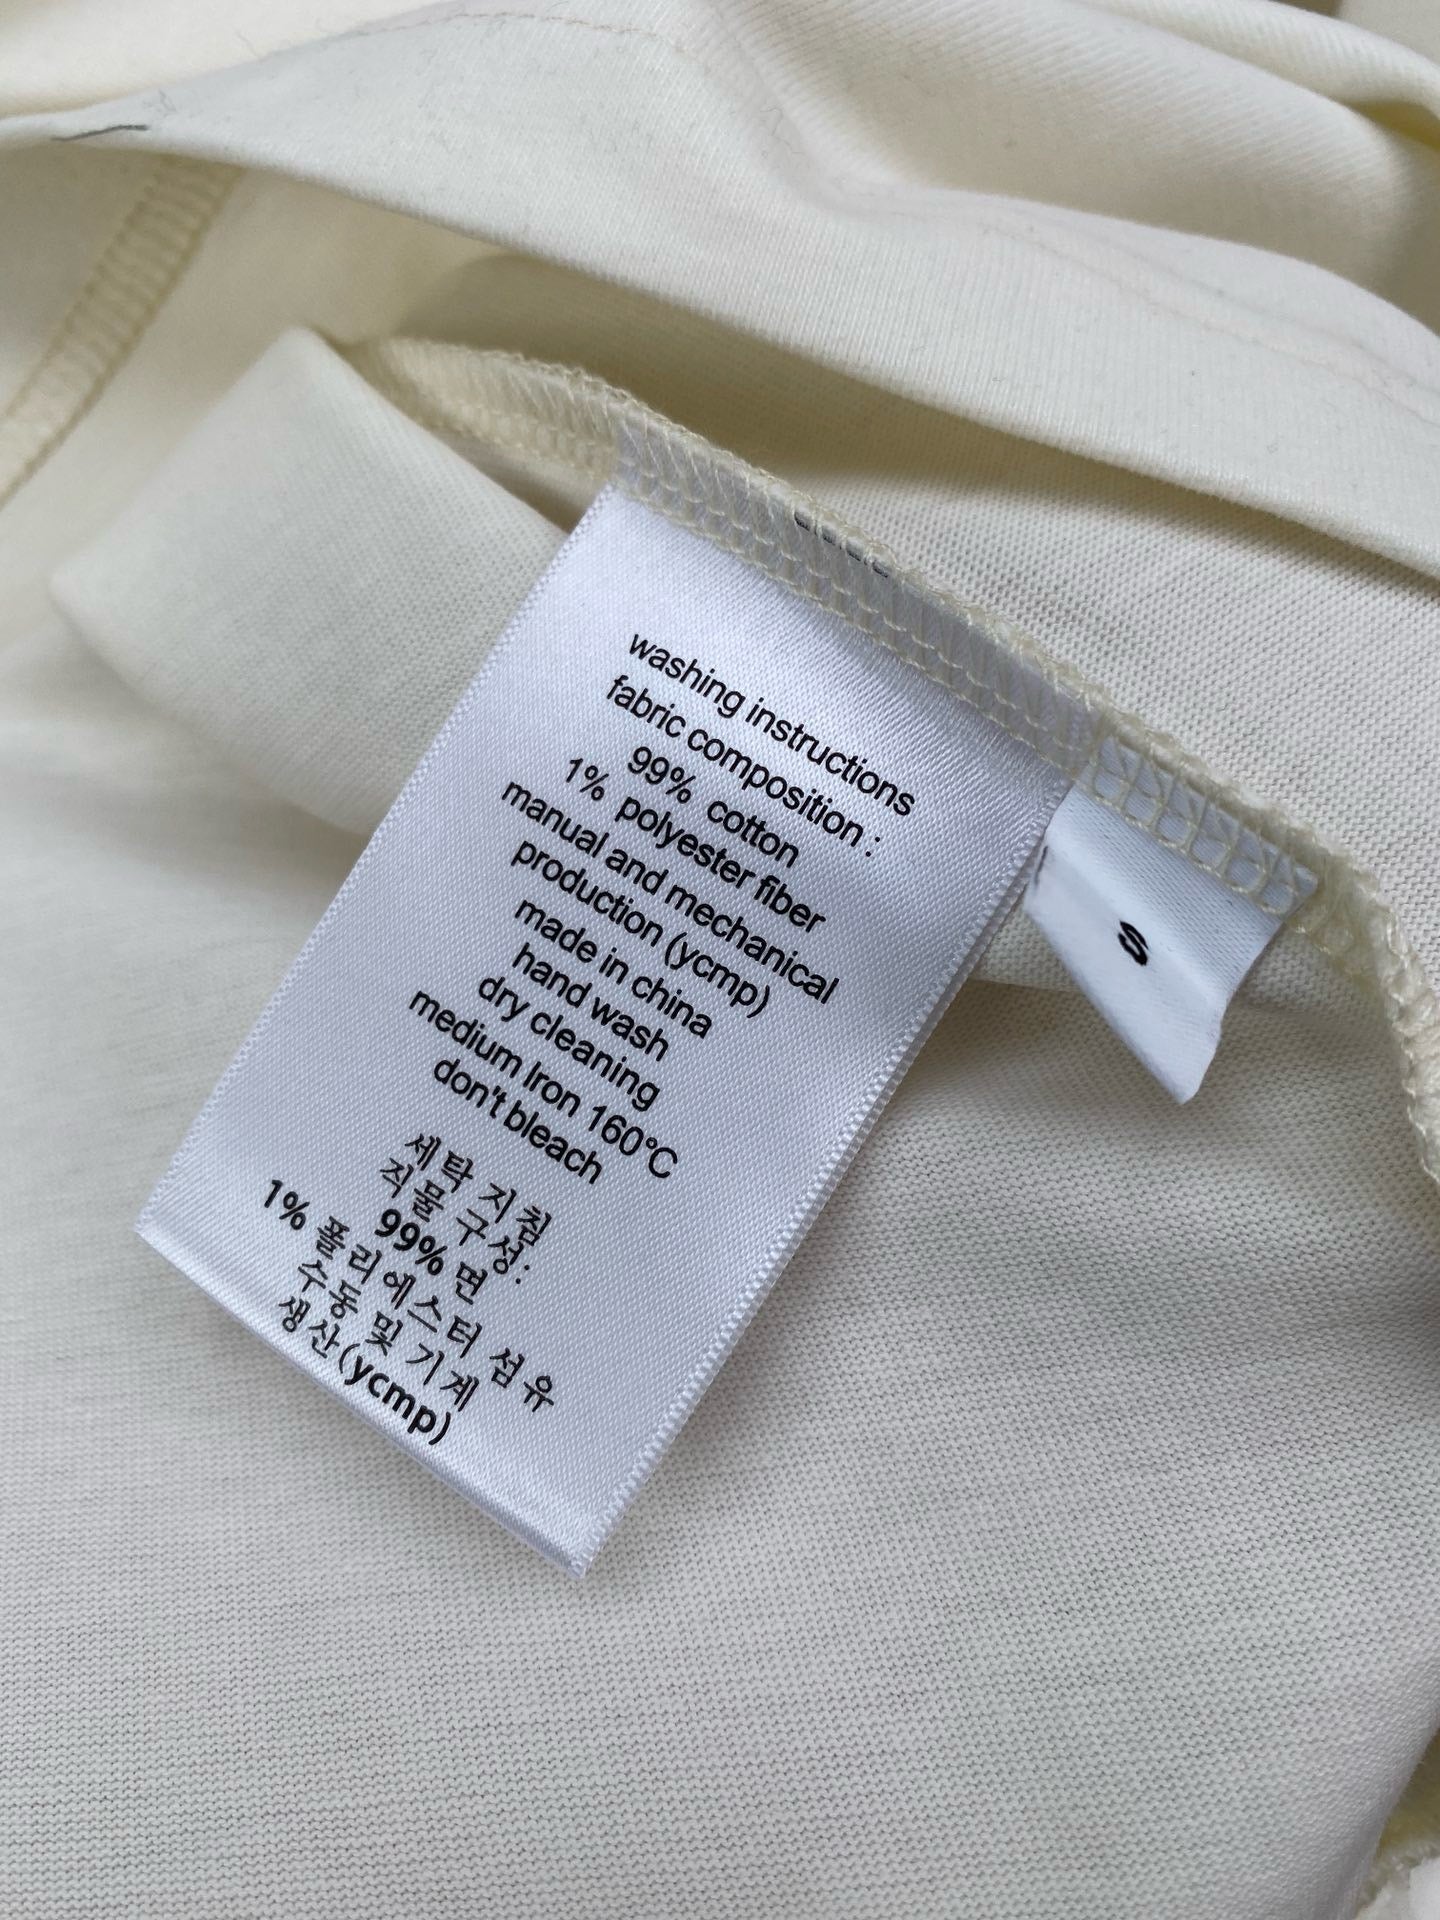 washing instructions
fabric composition :
99% cotton
1% polyester fiber
manual and mechanical
production (ycmp)
made in china
hand wash
dry cleaning
medium Iron 160°C
don't bleach
세탁 지침
직물 구성:
99% 면
1% 폴리에스터 섬유
수동 및 기계
생산(ycmp)
S